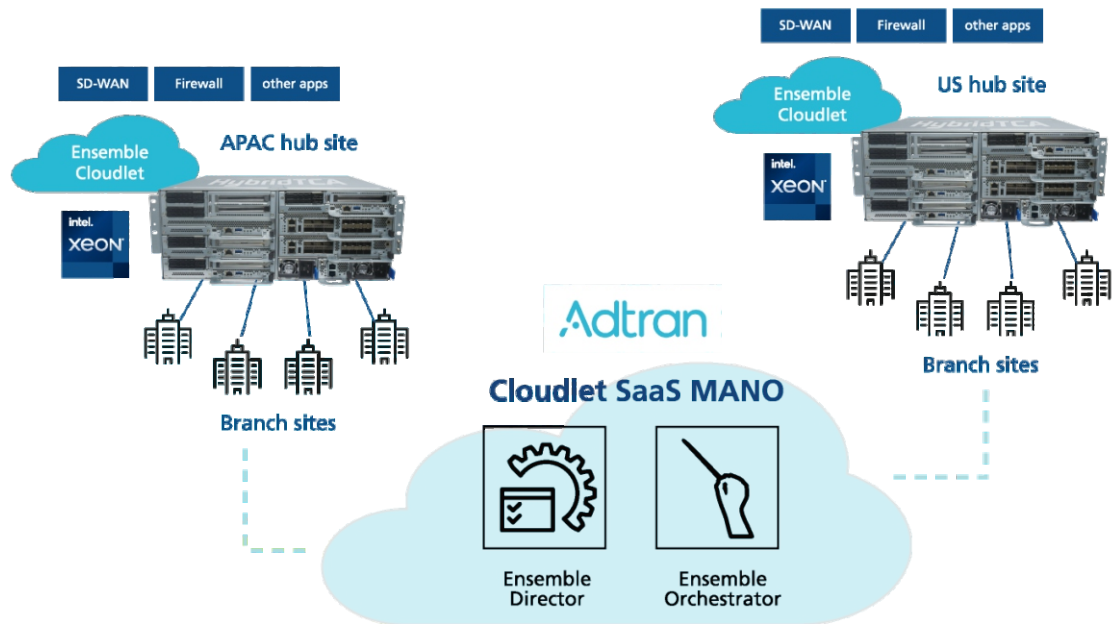 SD-WAN
Firewall
other apps
Ensemble
Cloudlet
US hub site
HybridTCA
intel.
xeon
Branch sites
SD-WAN
Firewall
other apps
Ensemble
Cloudlet
APAC hub site
HybridTCA
intel.
xeon
Branch sites
Adtran
Cloudlet SaaS MANO
Ensemble
Director
Ensemble
Orchestrator